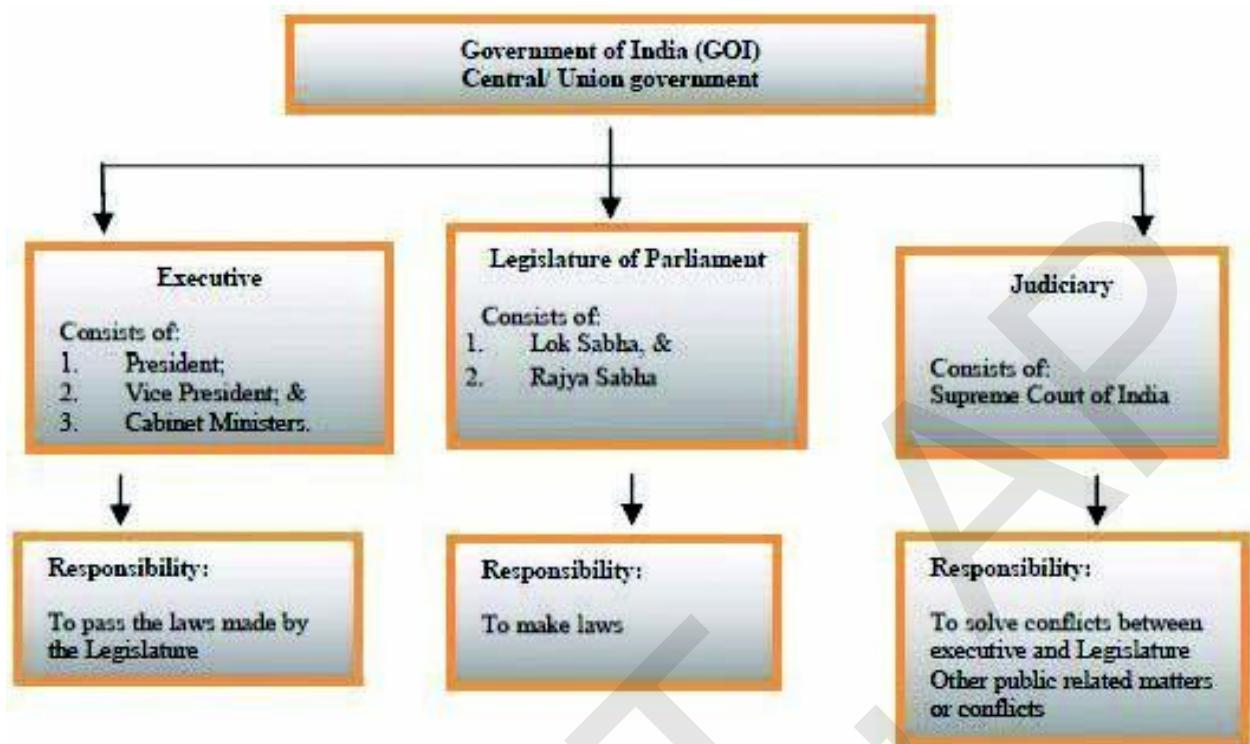 Government of India (GOI)
Central/ Union government
Executive
Consists of:
1. President;
2. Vice President; &
3. Cabinet Ministers.
Legislature of Parliament
Consists of:
1. Lok Sabha, &
2. Rajya Sabha
Judiciary
Consists of:
Supreme Court of India
Responsibility:
To pass the laws made by
the Legislature
Responsibility:
To make laws
Responsibility:
To solve conflicts between
executive and Legislature
Other public related matters
or conflicts